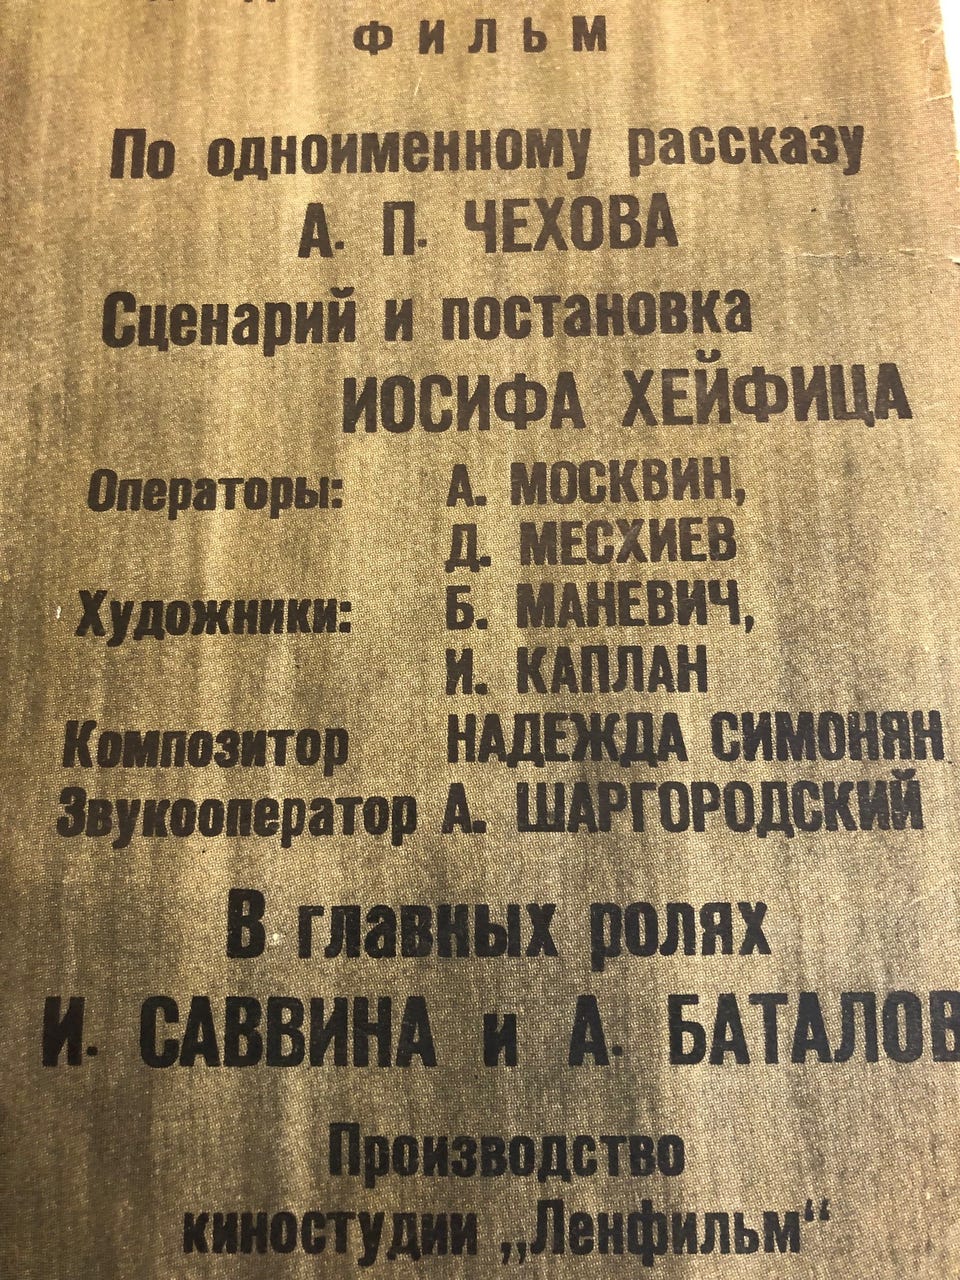 ФИЛЬМ
По одноименному рассказу
А. П. ЧЕХОВА
Сценарий и постановка
ИОСИФА ХЕЙФИЦА
Операторы: А. МОСКВИН,
Д. МЕСХИЕВ
Художники: Б. МАНЕВИЧ,
И. КАПЛАН
Композитор НАДЕЖДА СИМОНЯН
Звукооператор А. ШАРГОРОДСКИЙ
В главных ролях
И. САВВИНА и А. БАТАЛОВ
Производство
киностудии „Ленфильм“